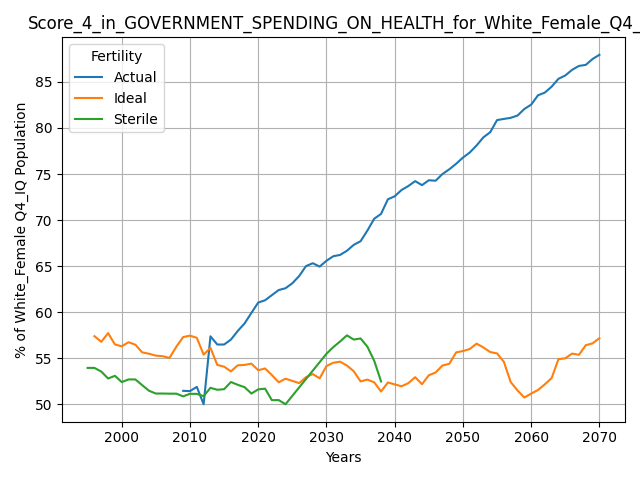 Score_4_in_GOVERNMENT_SPENDING_ON_HEALTH_for_White_Female_Q4_
Fertility
Actual
Ideal
Sterile
% of White_Female Q4_IQ Population
85
80
75
70
65
60
55
50
2000
2010
2020
2030
2040
2050
2060
2070
Years